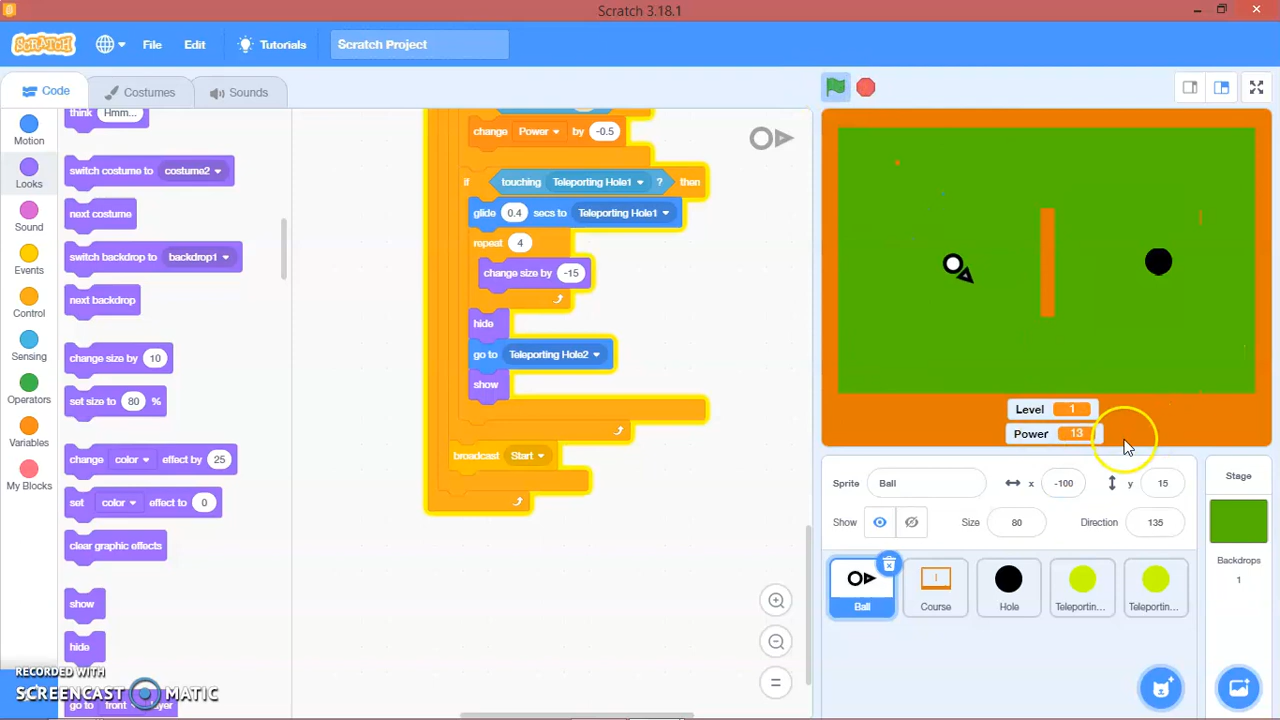 Scratch 3.18.1
SCRATCH
File
Edit
Tutorials
Scratch Project
Code
Costumes
Sounds
Motion
Looks
Sound
Events
Control
Sensing
Operators
Variables
My Blocks
think Hmm...
switch costume to costume2
next costume
switch backdrop to backdrop1
next backdrop
change size by 10
set size to 80 %
change color effect by 25
set color effect to 0
clear graphic effects
show
hide
go to front layer
change Power by -0.5
if touching Teleporting Hole1 ? then
glide 0.4 secs to Teleporting Hole1
repeat 4
change size by -15
hide
go to Teleporting Hole2
show
broadcast Start
Level 1
Power 13
Sprite Ball x -100 y 15
Show Size 80 Direction 135
Ball
Course
Hole
Teleportin...
Teleportin...
Stage
Backdrops
1
RECORDED WITH
SCREENCAST MATIC